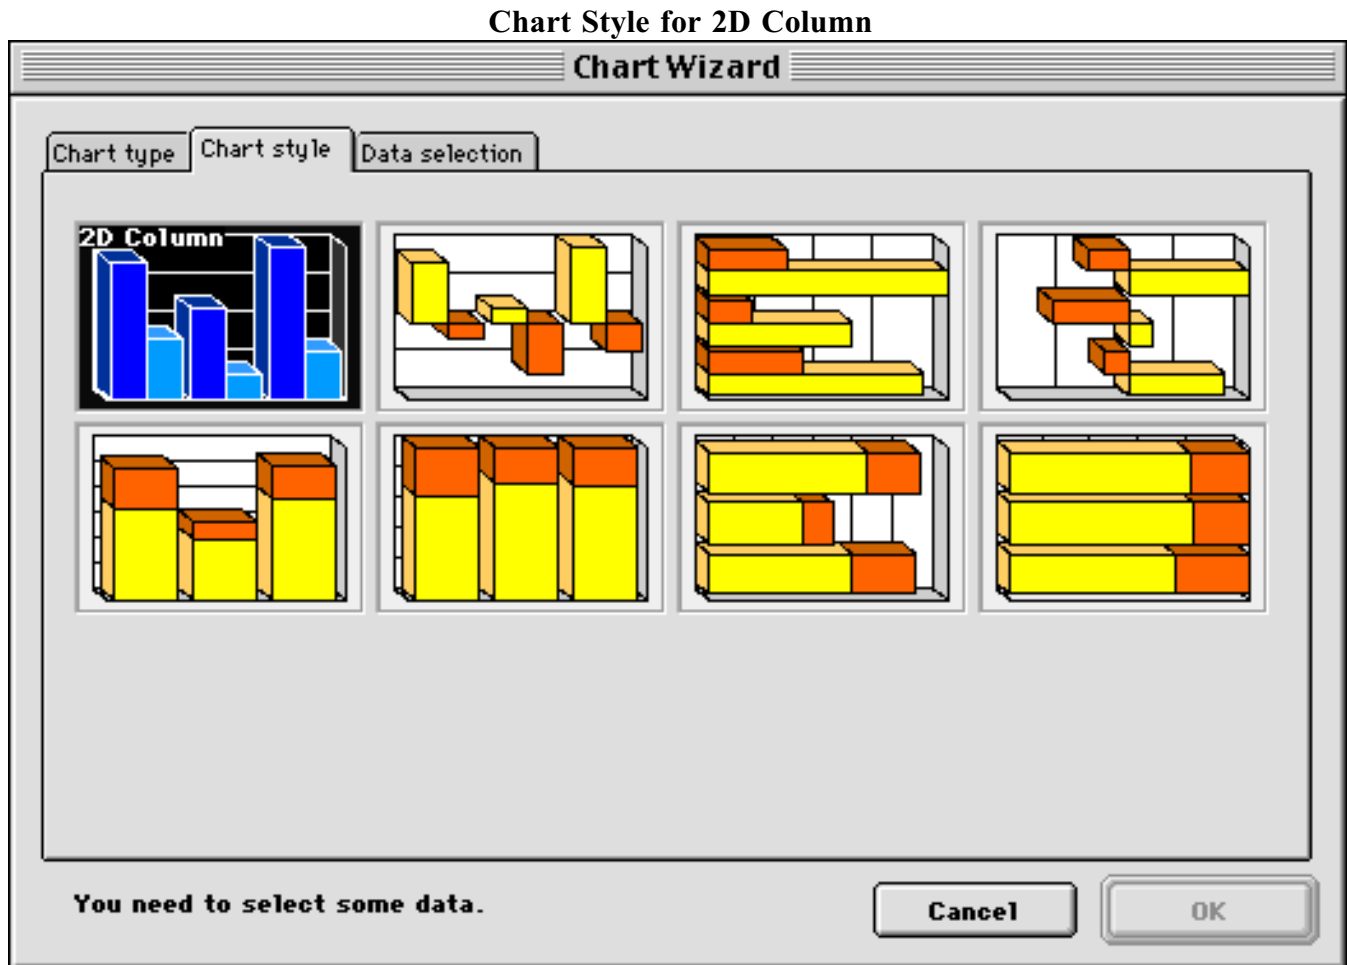 Chart Style for 2D Column
Chart Wizard
Chart type
Chart style
Data selection
2D Column
You need to select some data.
Cancel
OK